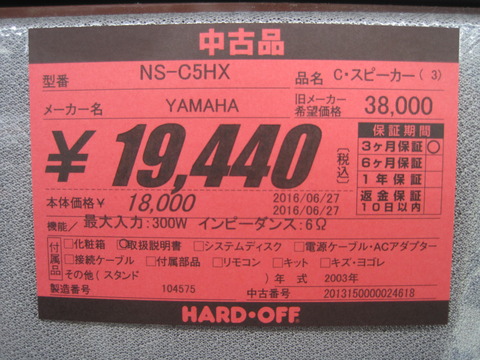 中古品
型番 NS-C5HX 品名 C・スピーカー( 3)
メーカー名 YAMAHA 旧メーカー希望価格 38,000
¥19,440 [税込]
保証期間
3ヶ月保証 ○
6ヶ月保証
1年保証
返金保証 10日以内
本体価格¥ 18,000
2016/06/27
2016/06/27
機能/ 最大入力:300W インピーダンス:6Ω
付属品 □化粧箱 ○取扱説明書 □システムディスク □電源ケーブル・ACアダプター
□接続ケーブル □付属部品 □リモコン □キット □キズ・ヨゴレ
その他(スタンド )年式 2003年
製造番号 104575 中古番号 2013150000024618
HARD・OFF